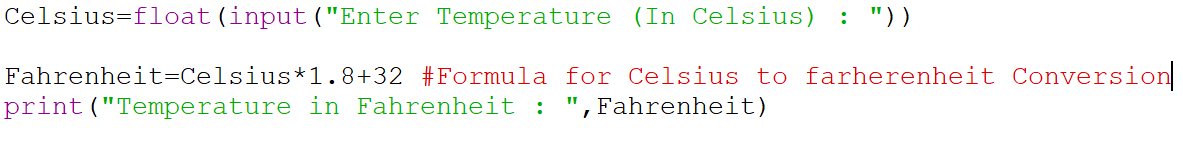 Celsius=float(input("Enter Temperature (In Celsius) : "))
Fahrenheit=Celsius*1.8+32 #Formula for Celsius to farherenheit Conversion
print("Temperature in Fahrenheit : ",Fahrenheit)